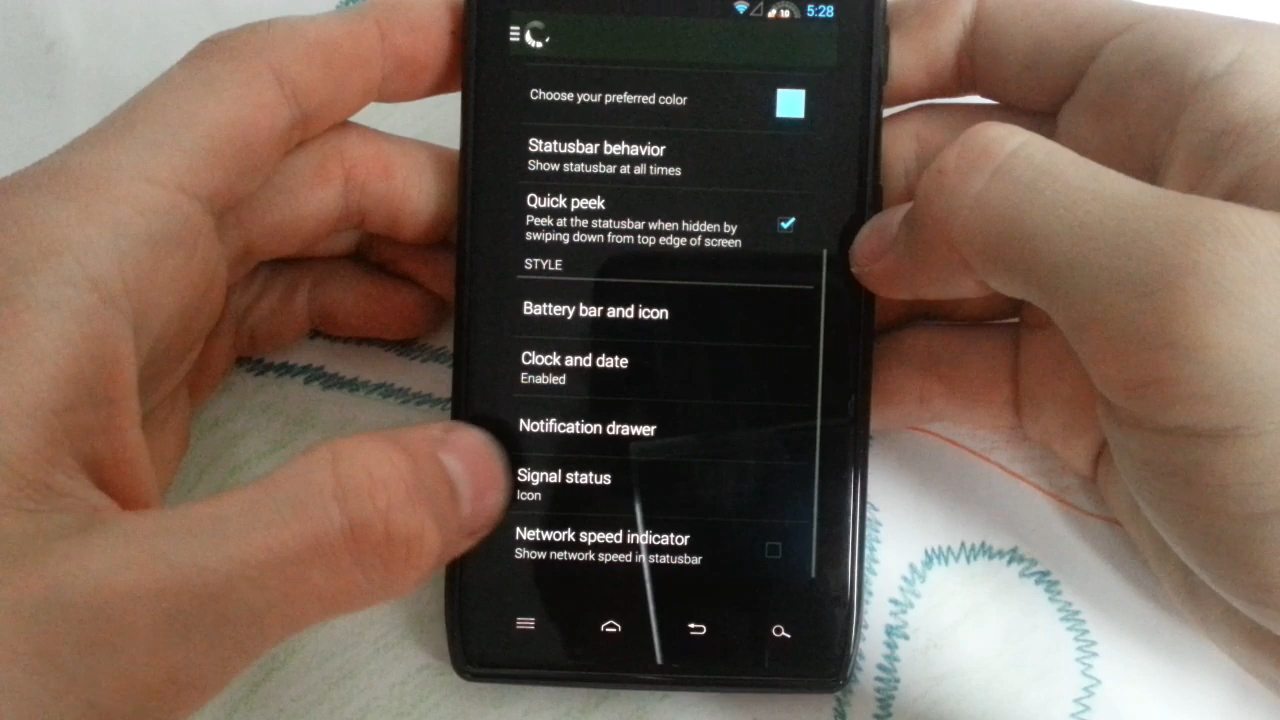 10 5:28
Choose your preferred color
Statusbar behavior
Show statusbar at all times
Quick peek
Peek at the statusbar when hidden by
swiping down from top edge of screen
STYLE
Battery bar and icon
Clock and date
Enabled
Notification drawer
Signal status
Icon
Network speed indicator
Show network speed in statusbar